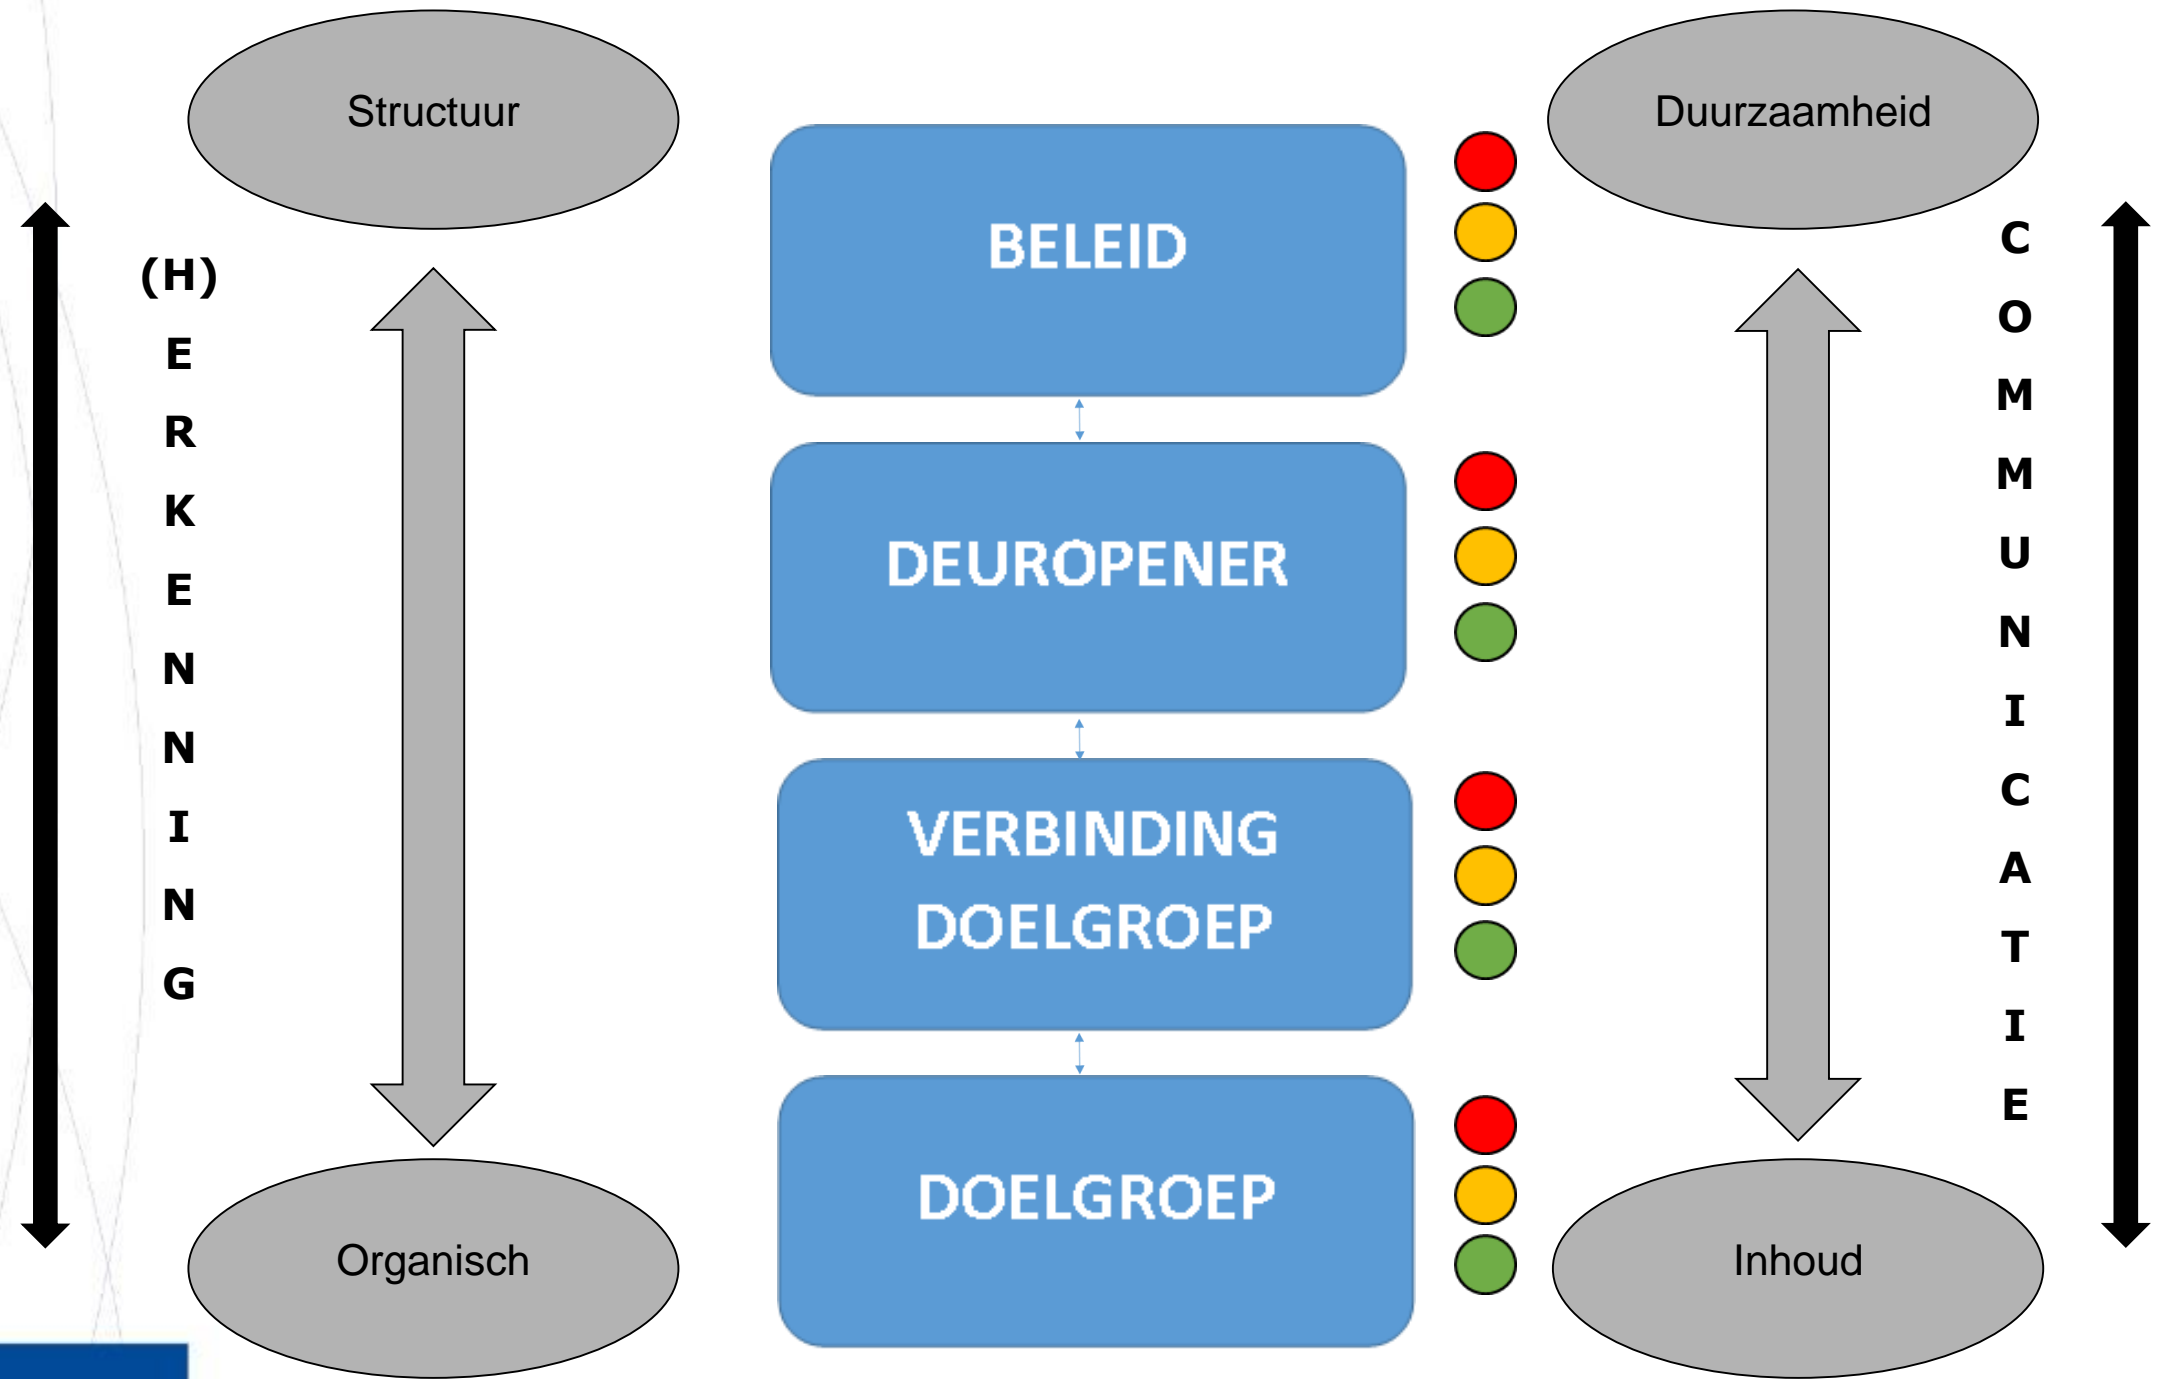 Structuur
Duurzaamheid
BELEID
DEUROPENER
VERBINDING
DOELGROEP
DOELGROEP
Organisch
Inhoud
(H)
E
R
K
E
N
N
I
N
G
C
O
M
M
U
N
I
C
A
T
I
E